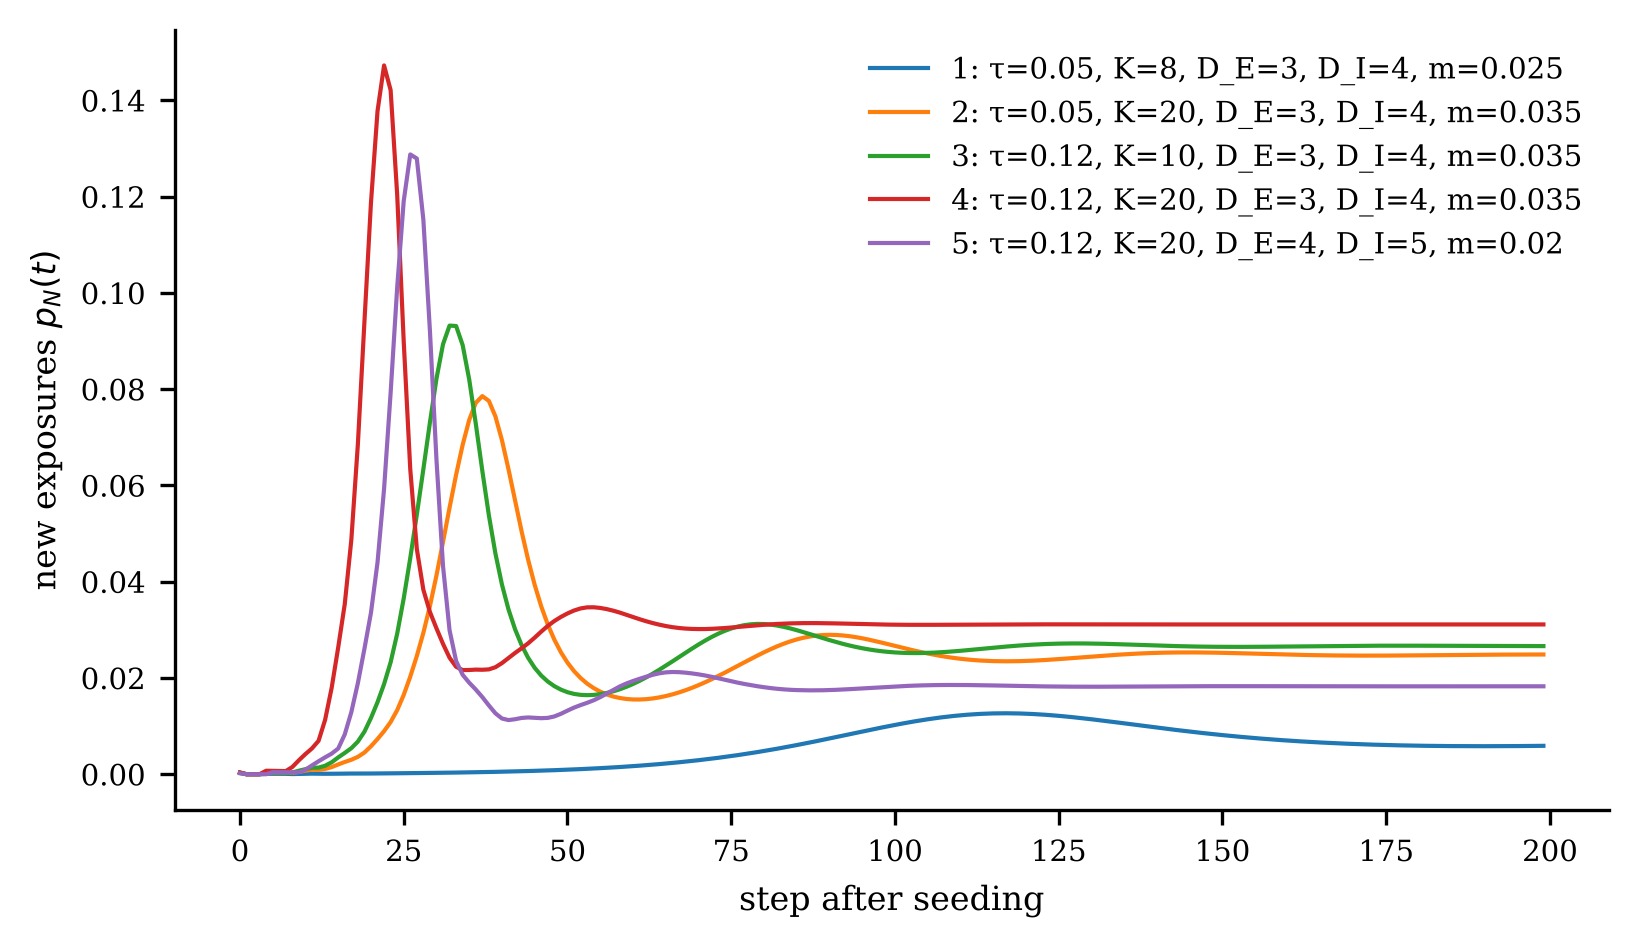 1: τ=0.05, K=8, D_E=3, D_I=4, m=0.025
2: τ=0.05, K=20, D_E=3, D_I=4, m=0.035
3: τ=0.12, K=10, D_E=3, D_I=4, m=0.035
4: τ=0.12, K=20, D_E=3, D_I=4, m=0.035
5: τ=0.12, K=20, D_E=4, D_I=5, m=0.02
new exposures p_N(t)
0.14
0.12
0.10
0.08
0.06
0.04
0.02
0.00
0 25 50 75 100 125 150 175 200
step after seeding